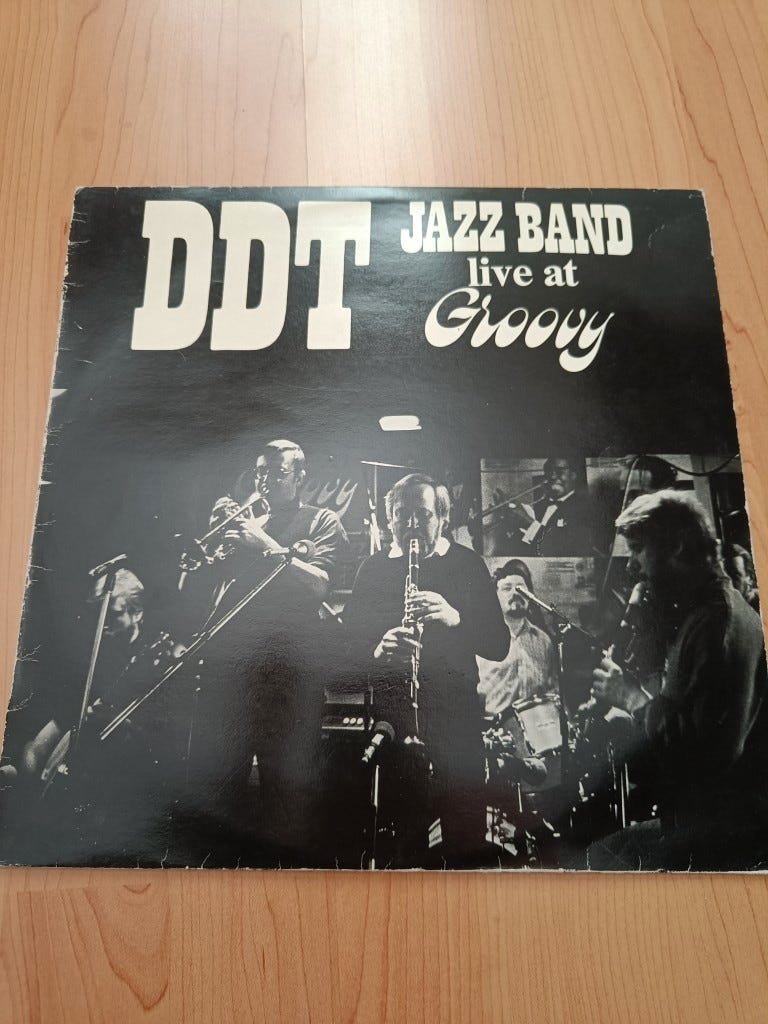 DDT
JAZZ BAND
live at
Groovy